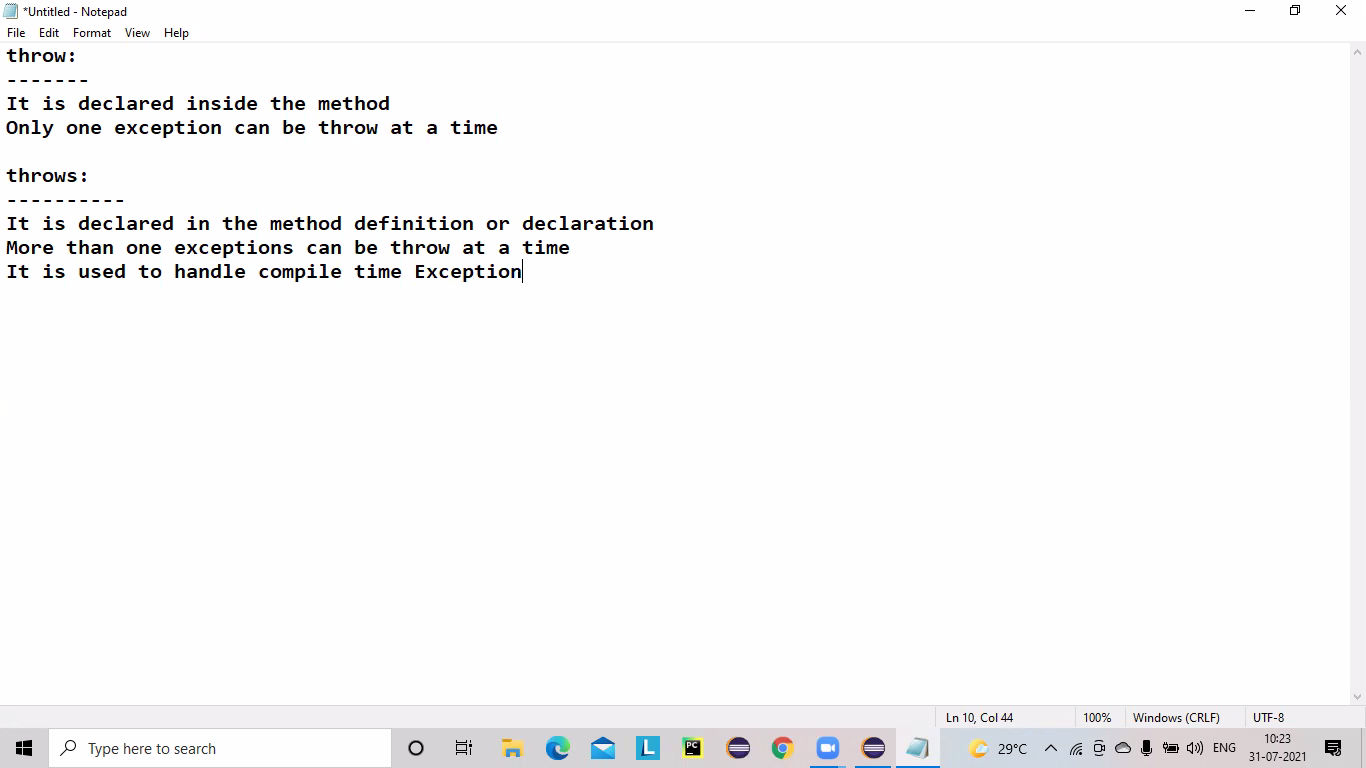 *Untitled - Notepad
File Edit Format View Help
throw:
-------
It is declared inside the method
Only one exception can be throw at a time
throws:
----------
It is declared in the method definition or declaration
More than one exceptions can be throw at a time
It is used to handle compile time Exception
Ln 10, Col 44 100% Windows (CRLF) UTF-8
Type here to search
L
PC
29°C
ENG
10:23
31-07-2021